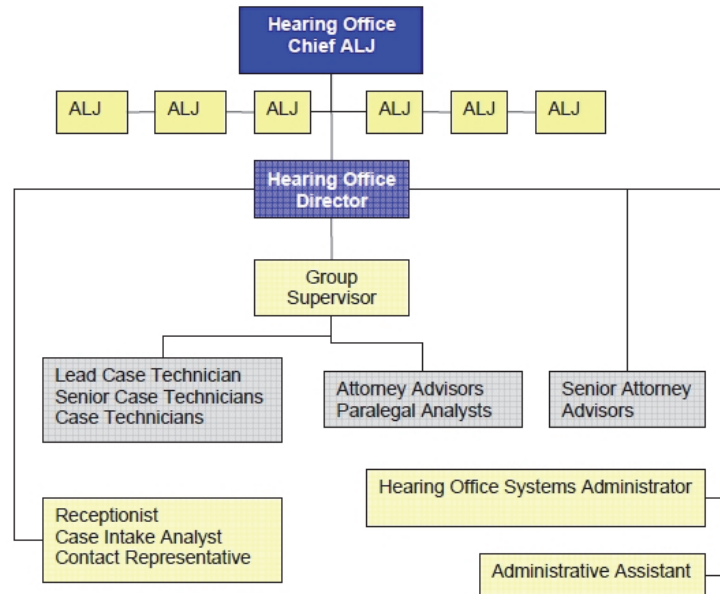 Hearing Office
Chief ALJ
ALJ
ALJ
ALJ
ALJ
ALJ
ALJ
Hearing Office
Director
Group
Supervisor
Lead Case Technician
Senior Case Technicians
Case Technicians
Attorney Advisors
Paralegal Analysts
Senior Attorney
Advisors
Hearing Office Systems Administrator
Receptionist
Case Intake Analyst
Contact Representative
Administrative Assistant